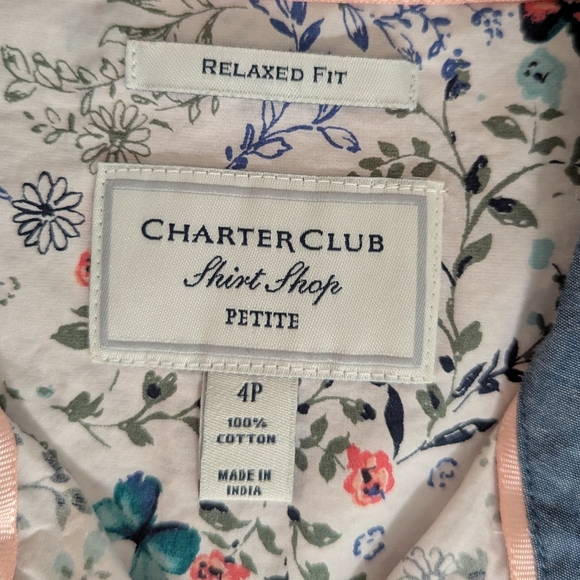 RELAXED FIT
CHARTER CLUB
Shirt Shop
PETITE
4P
100%
COTTON
MADE IN
INDIA